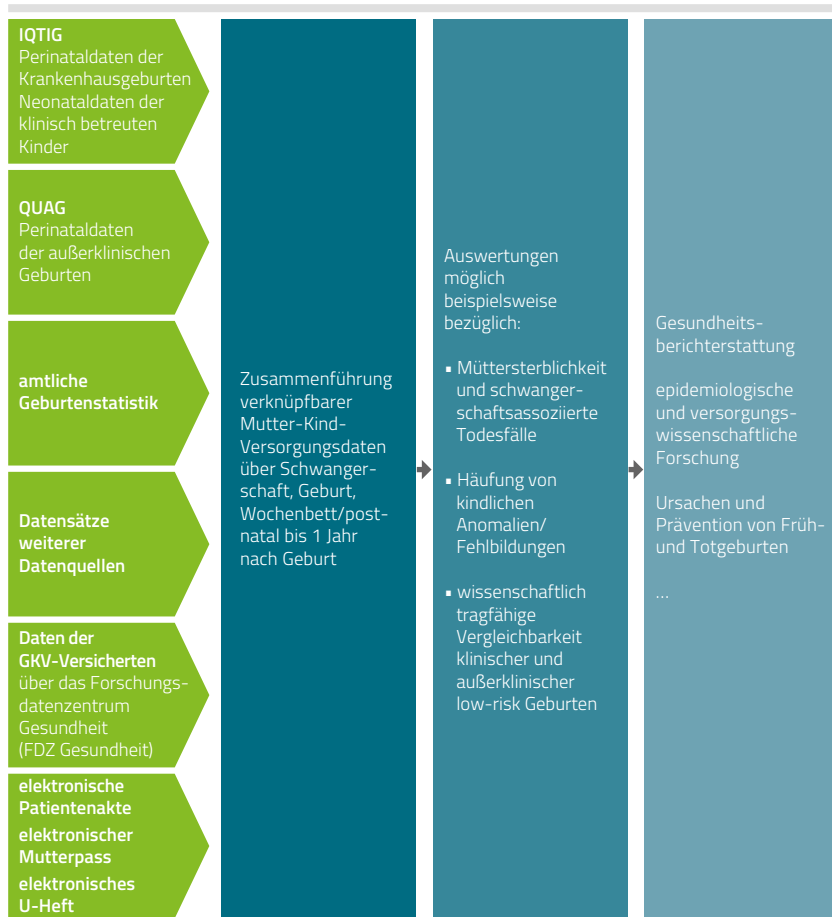 IQTIG
Perinataldaten der
Krankenhausgeburten
Neonataldaten der
klinisch betreuten
Kinder
QUAG
Perinataldaten
der außerklinischen
Geburten
amtliche
Geburtenstatistik
Datensätze
weiterer
Datenquellen
Daten der
GKV-Versicherten
über das Forschungs-
datenzentrum
Gesundheit
(FDZ Gesundheit)
elektronische
Patientenakte
elektronischer
Mutterpass
elektronisches
U-Heft
Zusammenführung
verknüpfbarer
Mutter-Kind-
Versorgungsdaten
über Schwanger-
schaft, Geburt,
Wochenbett/post-
natal bis 1 Jahr
nach Geburt
Auswertungen
möglich
beispielsweise
bezüglich:
▪ Müttersterblichkeit
und schwanger-
schaftsassoziierte
Todesfälle
▪ Häufung von
kindlichen
Anomalien/
Fehlbildungen
▪ wissenschaftlich
tragfähige
Vergleichbarkeit
klinischer und
außerklinischer
low-risk Geburten
Gesundheits-
berichterstattung
epidemiologische
und versorgungs-
wissenschaftliche
Forschung
Ursachen und
Prävention von Früh-
und Totgeburten
…